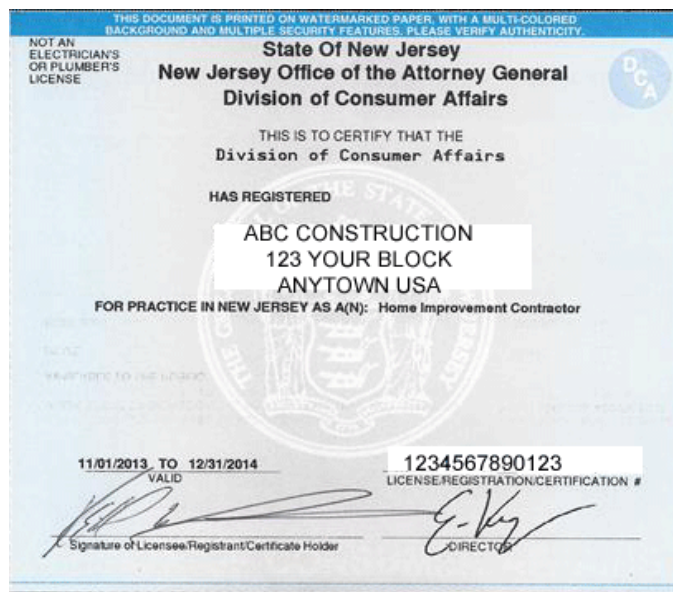 THIS DOCUMENT IS PRINTED ON WATERMARKED PAPER, WITH A MULTI-COLORED
BACKGROUND AND MULTIPLE SECURITY FEATURES. PLEASE VERIFY AUTHENTICITY.
NOT AN
ELECTRICIAN'S
OR PLUMBER'S
LICENSE
State Of New Jersey
New Jersey Office of the Attorney General
Division of Consumer Affairs
DCA
THIS IS TO CERTIFY THAT THE
Division of Consumer Affairs
HAS REGISTERED
ABC CONSTRUCTION
123 YOUR BLOCK
ANYTOWN USA
FOR PRACTICE IN NEW JERSEY AS A(N): Home Improvement Contractor
11/01/2013 TO 12/31/2014
VALID
1234567890123
LICENSE/REGISTRATION/CERTIFICATION #
Signature of Licensee/Registrant/Certificate Holder
DIRECTOR